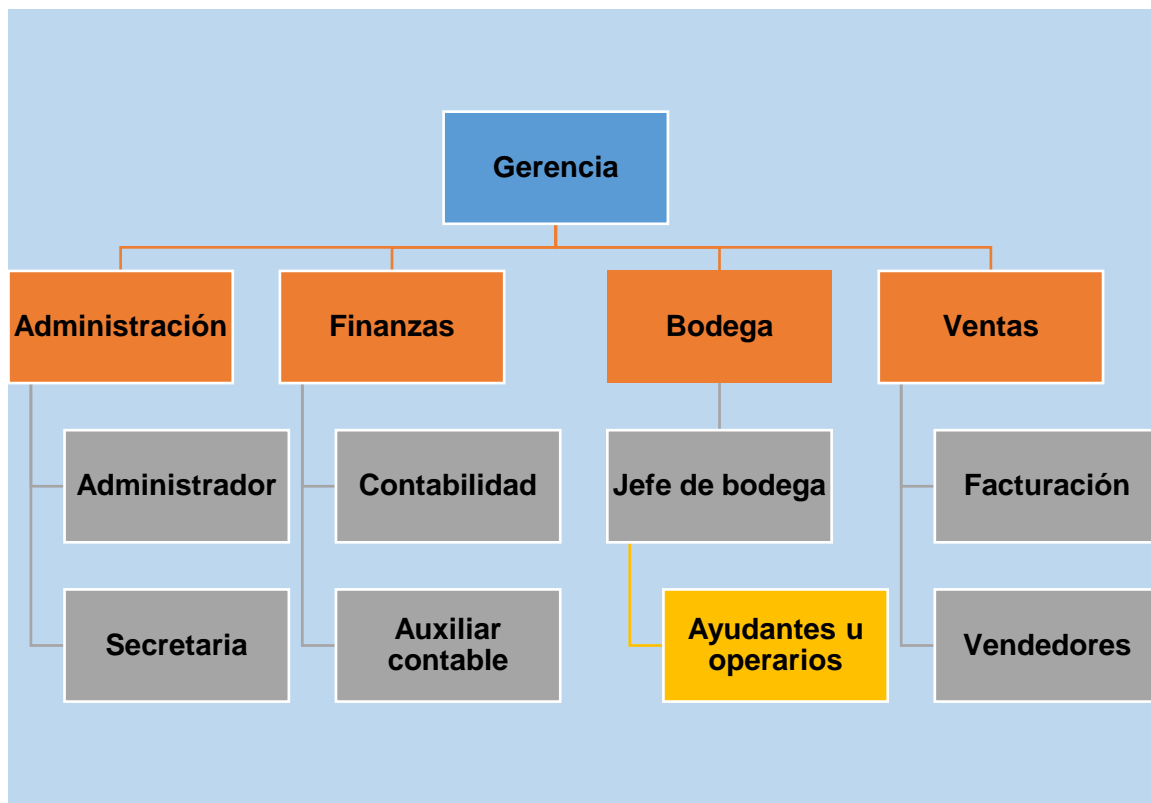 Gerencia
Administración
Finanzas
Bodega
Ventas
Administrador
Contabilidad
Jefe de bodega
Facturación
Secretaria
Auxiliar
contable
Ayudantes u
operarios
Vendedores